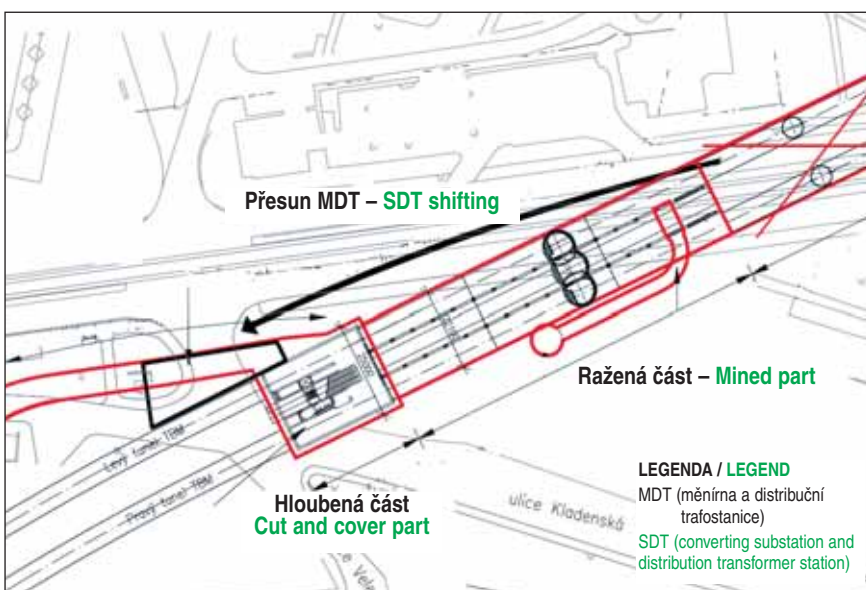 Přesun MDT – SDT shifting
Ražená část – Mined part
Levý tunel TBM
Pravý tunel TBM
Hloubená část
Cut and cover part
ulice Kladenská
LEGENDA / LEGEND
MDT (měnírna a distribuční
trafostanice)
SDT (converting substation and
distribution transformer station)